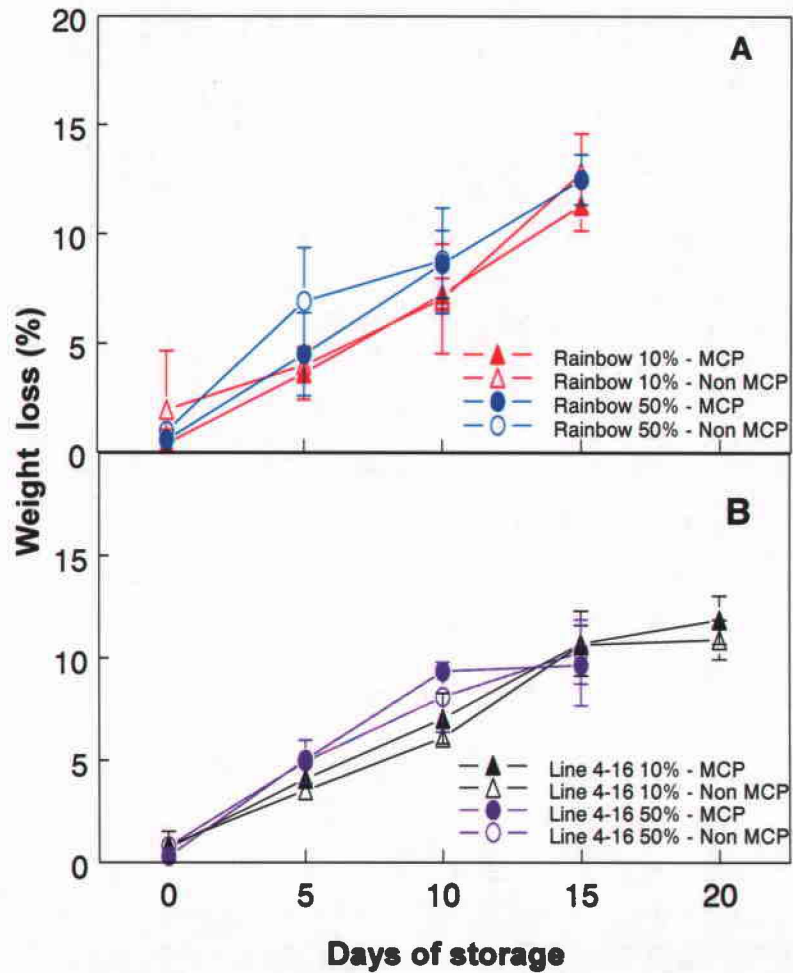 Weight loss (%)
20
15
10
5
0
A
Rainbow 10% - MCP
Rainbow 10% - Non MCP
Rainbow 50% - MCP
Rainbow 50% - Non MCP
15
10
5
0
B
Line 4-16 10% - MCP
Line 4-16 10% - Non MCP
Line 4-16 50% - MCP
Line 4-16 50% - Non MCP
0 5 10 15 20
Days of storage